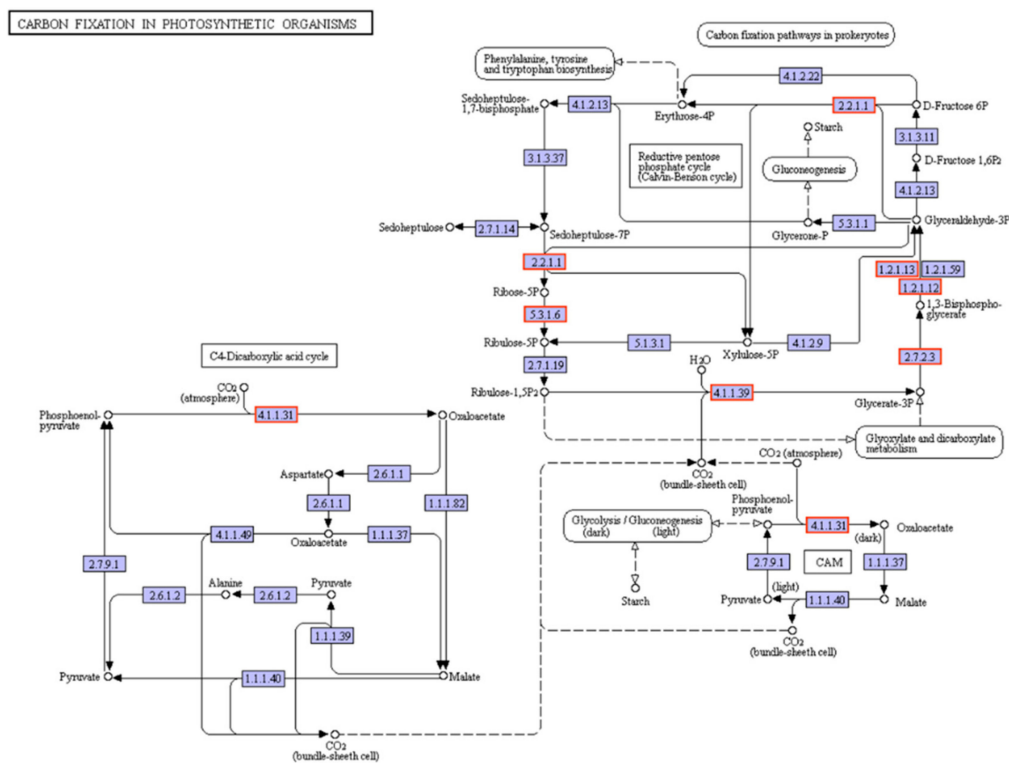 CARBON FIXATION IN PHOTOSYNTHETIC ORGANISMS
Carbon fixation pathways in prokeryotes
Phenylalanine, tyrosine
and tryptophan biosynthesis
4.1.2.22
Sedoheptulose-
1,7-bisphosphate
4.1.2.13
Erythrose-4P
2.2.1.1
D-Fructose 6P
Starch
3.1.3.11
3.1.3.37
Reductive pentose
phosphate cycle
(Calvin-Benson cycle)
Gluconeogenesis
D-Fructose 1,6P2
4.1.2.13
Sedoheptulose
2.7.1.14
Sedoheptulose-7P
Glycerone-P
5.3.1.1
Glyceraldehyde-3P
2.2.1.1
1.2.1.13
1.2.1.59
1.2.1.12
Ribose-5P
1,3-Bisphospho-
glycerate
5.3.1.6
Ribulose-5P
5.1.3.1
Xylulose-5P
4.1.2.9
2.7.2.3
C4-Dicarboxylic acid cycle
H2O
2.7.1.19
CO2
(atmosphere)
Ribulose-1,5P2
4.1.1.39
Glycerate-3P
Phosphoenol-
pyruvate
4.1.1.31
Oxaloacetate
Glyoxylate and dicarboxylate
metabolism
CO2 (atmosphere)
CO2
(bundle-sheeth cell)
Aspartate
2.6.1.1
2.6.1.1
1.1.1.82
Phosphoenol-
pyruvate
Glycolysis / Gluconeogenesis
(dark) (light)
4.1.1.31
Oxaloacetate
(dark)
4.1.1.49
Oxaloacetate
1.1.1.37
2.7.9.1
2.7.9.1
CAM
1.1.1.37
Alanine
Pyruvate
2.6.1.2
2.6.1.2
Starch
(light)
Pyruvate
1.1.1.40
Malate
1.1.1.39
CO2
(bundle-sheeth cell)
Pyruvate
1.1.1.40
Malate
CO2
(bundle-sheeth cell)